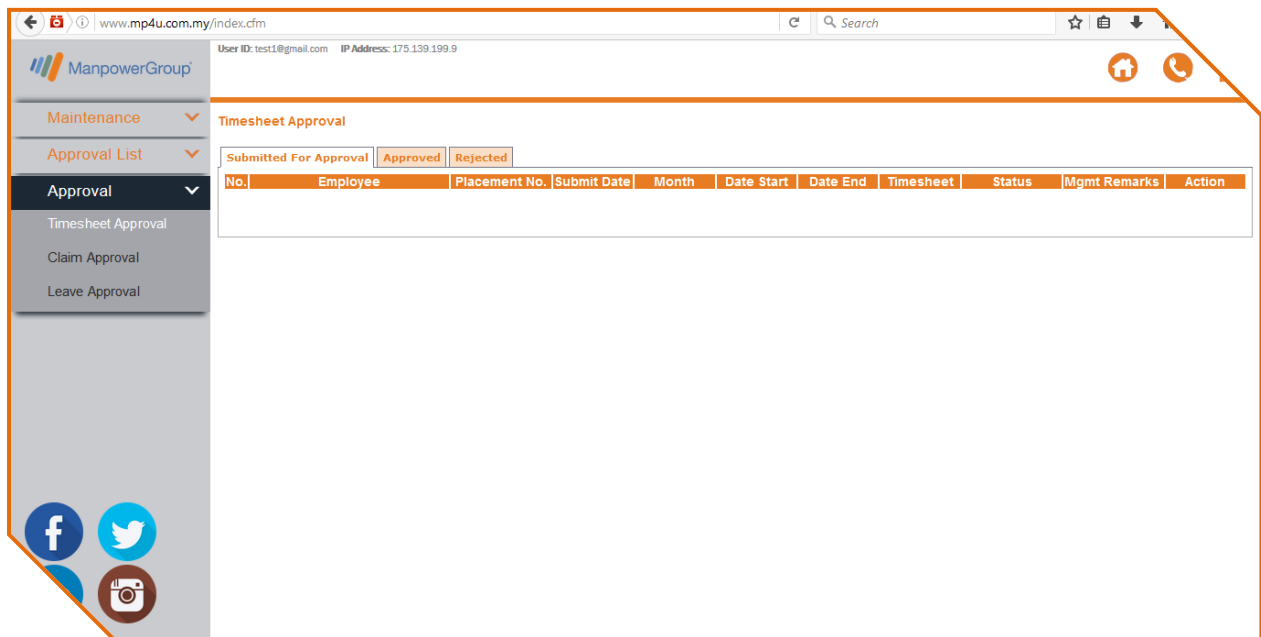 www.mp4u.com.my/index.cfm
Search
ManpowerGroup
User ID: test1@gmail.com IP Address: 175.139.199.9
Maintenance
Approval List
Approval
Timesheet Approval
Claim Approval
Leave Approval
Timesheet Approval
Submitted For Approval Approved Rejected
No. Employee Placement No. Submit Date Month Date Start Date End Timesheet Status Mgmt Remarks Action